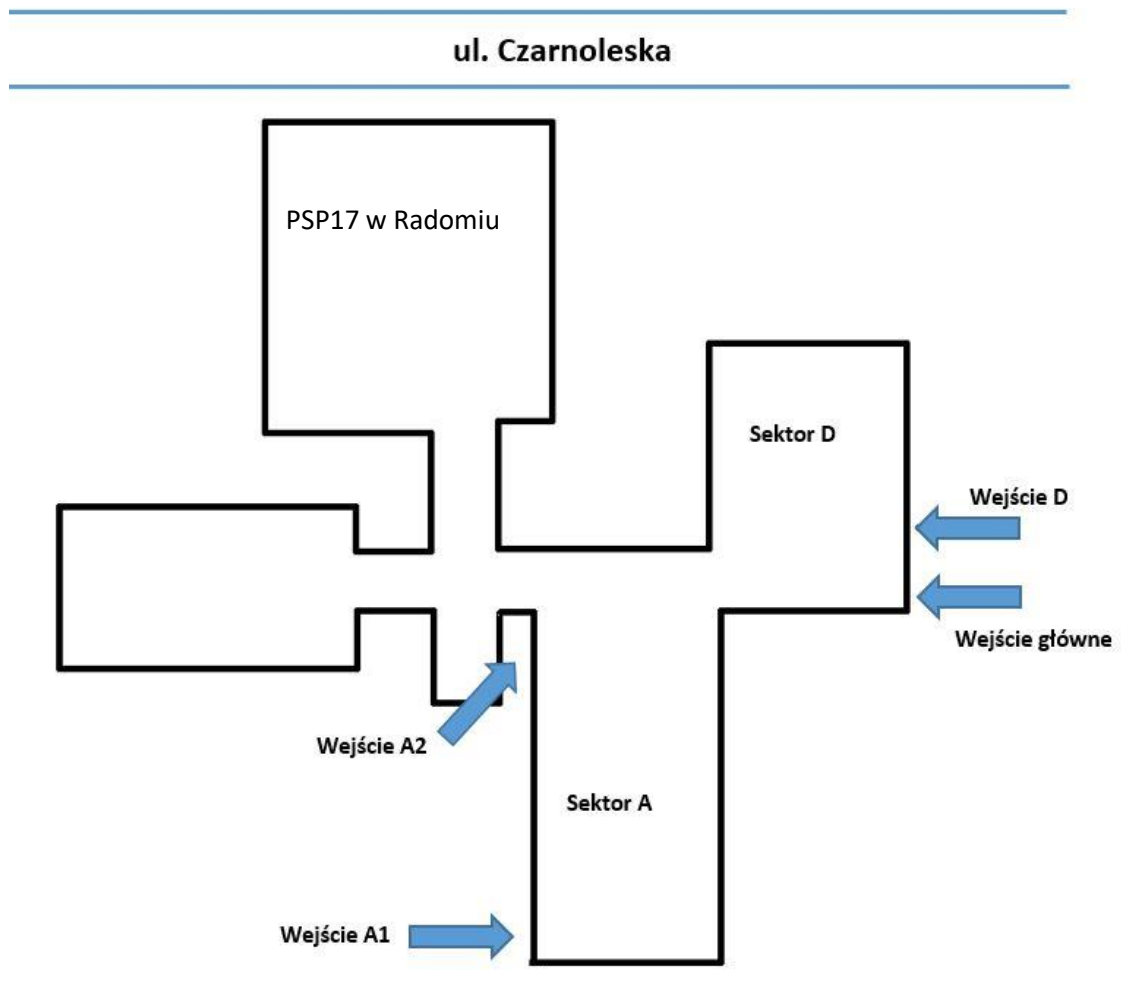 ul. Czarnoleska
PSP17 w Radomiu
Sektor D
Wejście D
Wejście główne
Wejście A2
Sektor A
Wejście A1